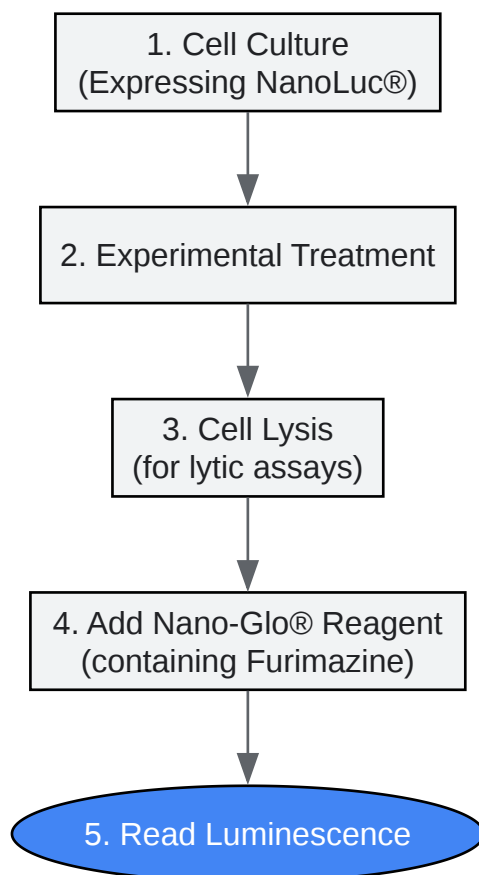 1. Cell Culture
(Expressing NanoLuc®)
2. Experimental Treatment
3. Cell Lysis
(for lytic assays)
4. Add Nano-Glo® Reagent
(containing Furimazine)
5. Read Luminescence